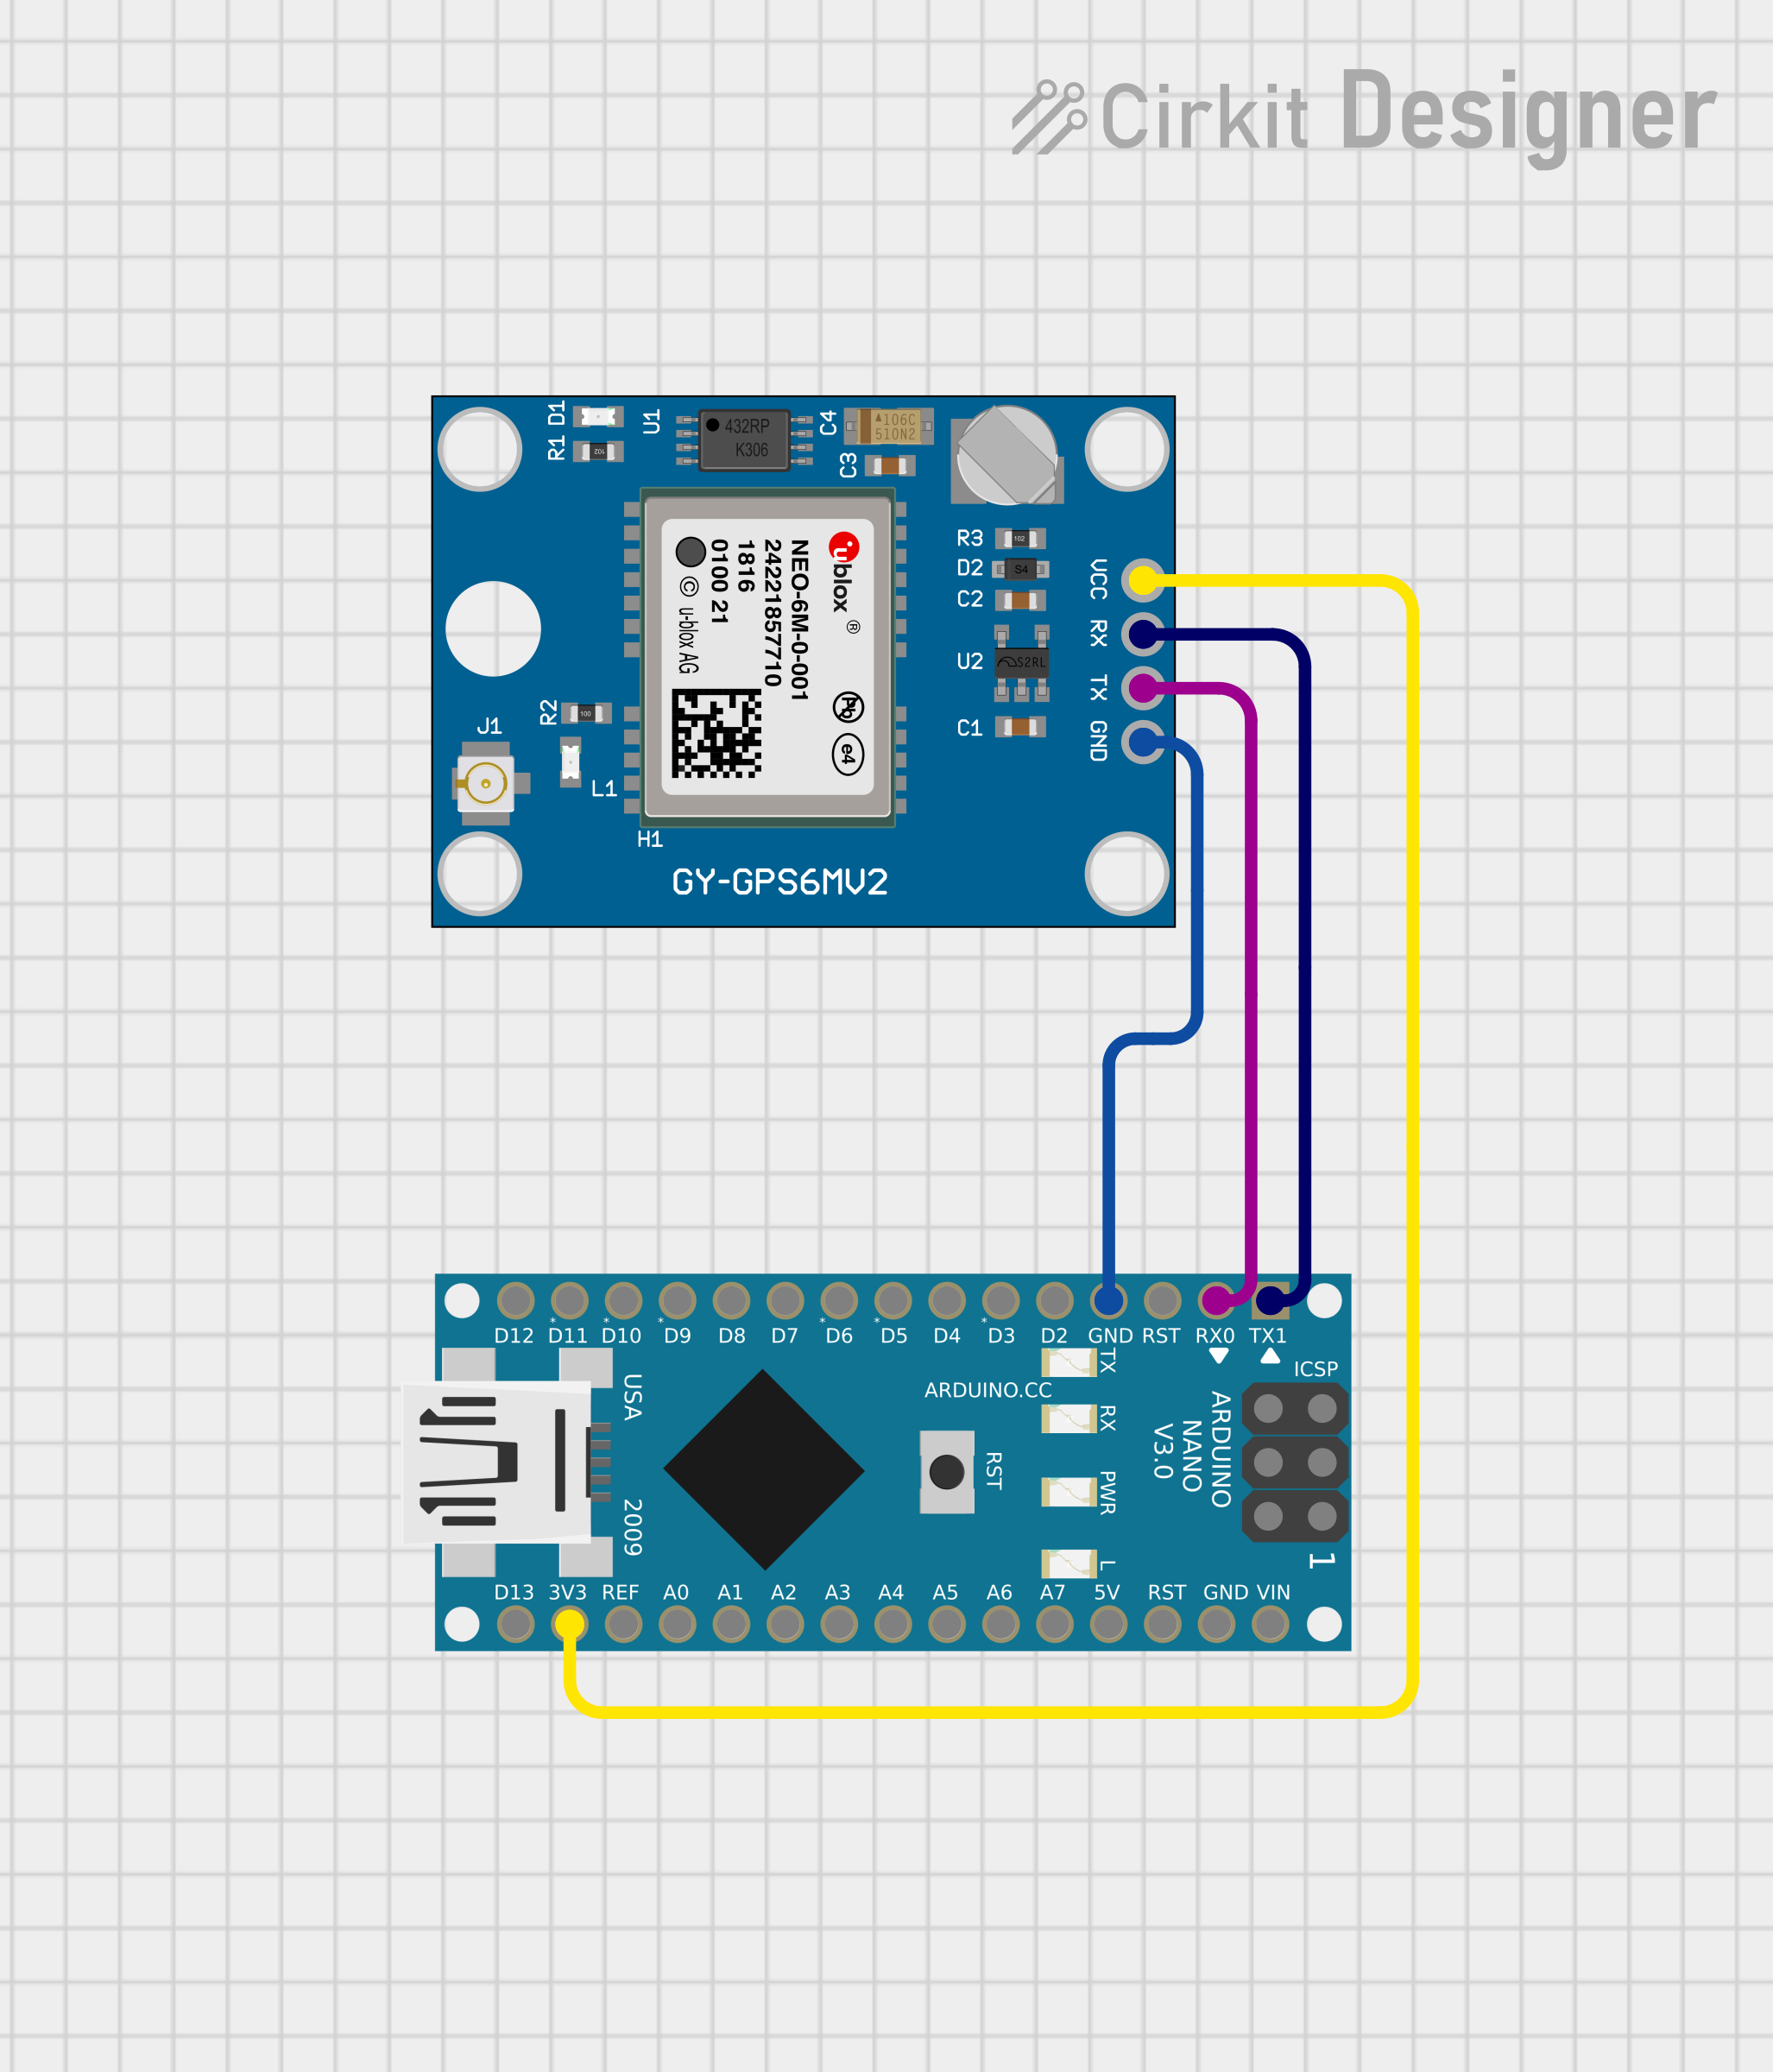 Cirkit Designer
D1
R1
102
U1
432RP
K306
C4
106C
510N2
C3
R3
102
D2
S4
C2
U2
S2RL
C1
VCC
RX
TX
GND
ublox
®
NEO-6M-0-001
24221857710
1816
0100 21
© u-blox AG
Pb
e4
R2
100
J1
L1
H1
GY-GPS6MV2
D12 *D11 *D10 *D9 D8 D7 *D6 *D5 D4 *D3 D2 GND RST RX0 TX1
USA
2009
ARDUINO.CC
RST
TX
RX
PWR
L
ARDUINO
NANO
V3.0
ICSP
1
D13 3V3 REF A0 A1 A2 A3 A4 A5 A6 A7 5V RST GND VIN